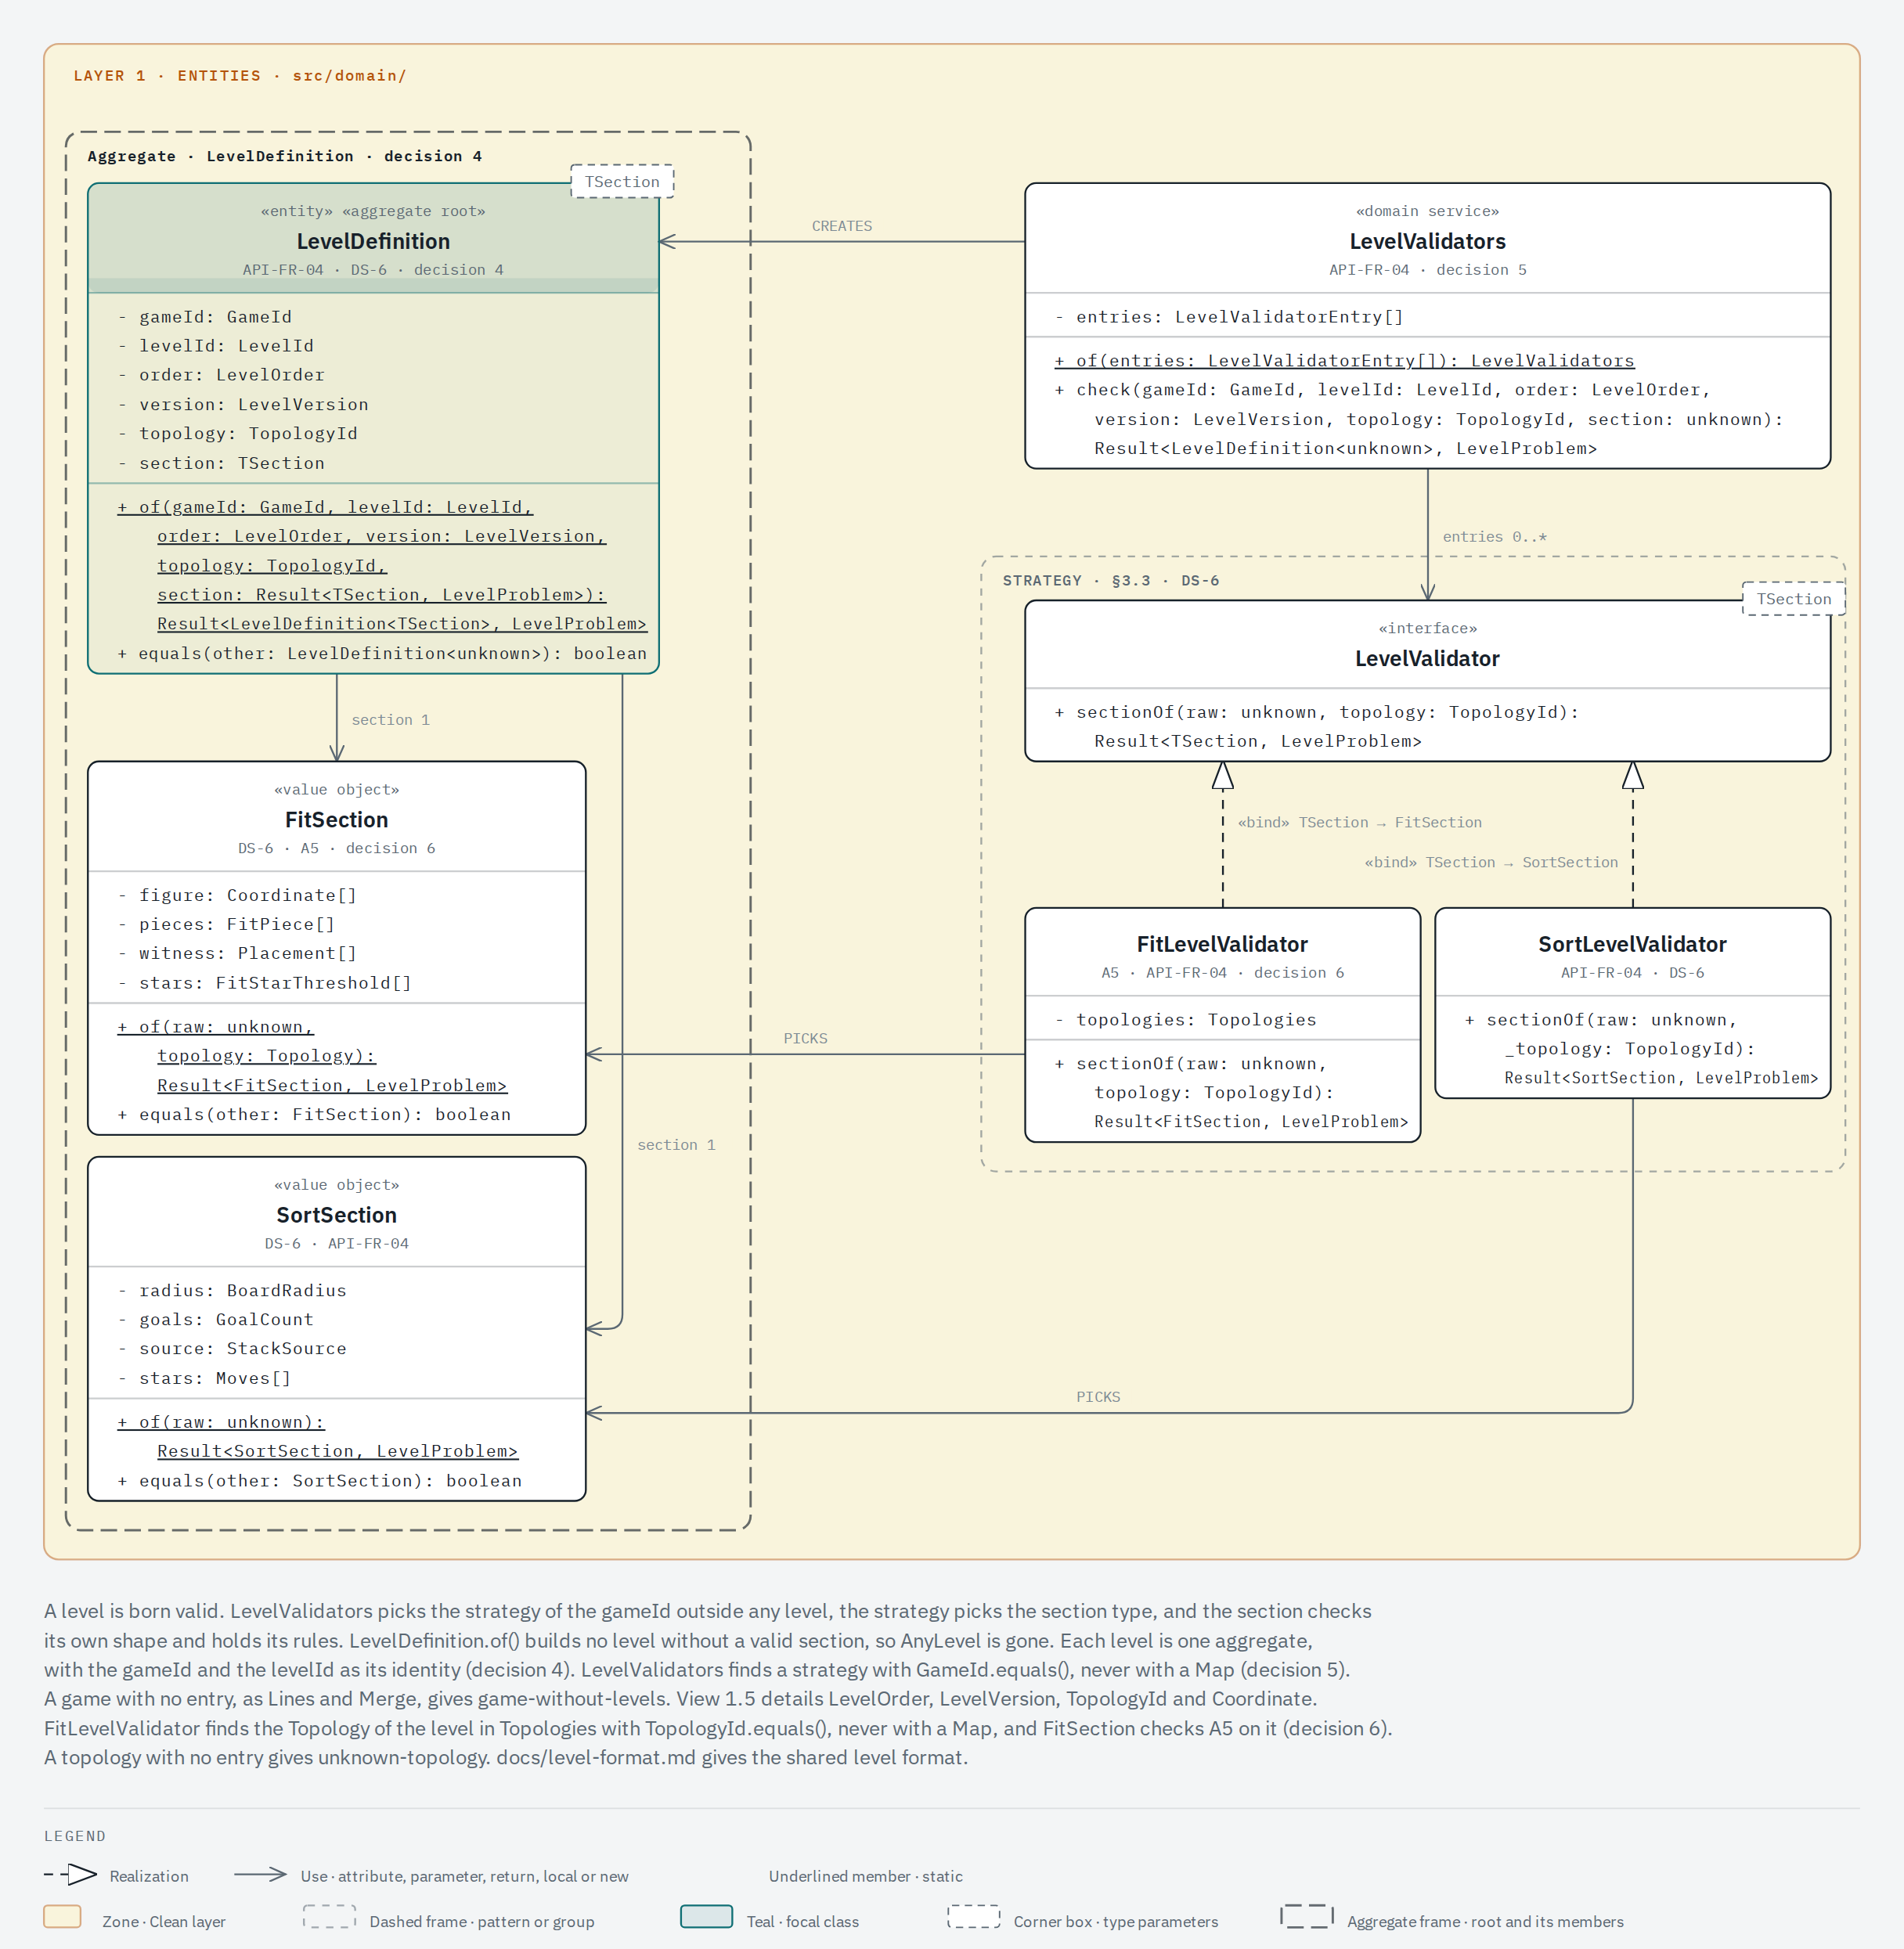 LAYER 1 · ENTITIES · src/domain/
Aggregate · LevelDefinition · decision 4
TSection
«entity» «aggregate root»
LevelDefinition
API-FR-04 · DS-6 · decision 4
- gameId: GameId
- levelId: LevelId
- order: LevelOrder
- version: LevelVersion
- topology: TopologyId
- section: TSection
+ of(gameId: GameId, levelId: LevelId,
order: LevelOrder, version: LevelVersion,
topology: TopologyId,
section: Result<TSection, LevelProblem>):
Result<LevelDefinition<TSection>, LevelProblem>
+ equals(other: LevelDefinition<unknown>): boolean
CREATES
«domain service»
LevelValidators
API-FR-04 · decision 5
- entries: LevelValidatorEntry[]
+ of(entries: LevelValidatorEntry[]): LevelValidators
+ check(gameId: GameId, levelId: LevelId, order: LevelOrder,
version: LevelVersion, topology: TopologyId, section: unknown):
Result<LevelDefinition<unknown>, LevelProblem>
entries 0..*
STRATEGY · §3.3 · DS-6
TSection
«interface»
LevelValidator
+ sectionOf(raw: unknown, topology: TopologyId):
Result<TSection, LevelProblem>
«bind» TSection → FitSection
«bind» TSection → SortSection
section 1
«value object»
FitSection
DS-6 · A5 · decision 6
- figure: Coordinate[]
- pieces: FitPiece[]
- witness: Placement[]
- stars: FitStarThreshold[]
+ of(raw: unknown,
topology: Topology):
Result<FitSection, LevelProblem>
+ equals(other: FitSection): boolean
PICKS
FitLevelValidator
A5 · API-FR-04 · decision 6
- topologies: Topologies
+ sectionOf(raw: unknown,
topology: TopologyId):
Result<FitSection, LevelProblem>
SortLevelValidator
API-FR-04 · DS-6
+ sectionOf(raw: unknown,
_topology: TopologyId):
Result<SortSection, LevelProblem>
section 1
«value object»
SortSection
DS-6 · API-FR-04
- radius: BoardRadius
- goals: GoalCount
- source: StackSource
- stars: Moves[]
+ of(raw: unknown):
Result<SortSection, LevelProblem>
+ equals(other: SortSection): boolean
PICKS
A level is born valid. LevelValidators picks the strategy of the gameId outside any level, the strategy picks the section type, and the section checks
its own shape and holds its rules. LevelDefinition.of() builds no level without a valid section, so AnyLevel is gone. Each level is one aggregate,
with the gameId and the levelId as its identity (decision 4). LevelValidators finds a strategy with GameId.equals(), never with a Map (decision 5).
A game with no entry, as Lines and Merge, gives game-without-levels. View 1.5 details LevelOrder, LevelVersion, TopologyId and Coordinate.
FitLevelValidator finds the Topology of the level in Topologies with TopologyId.equals(), never with a Map, and FitSection checks A5 on it (decision 6).
A topology with no entry gives unknown-topology. docs/level-format.md gives the shared level format.
LEGEND
Realization
Use · attribute, parameter, return, local or new
Underlined member · static
Zone · Clean layer
Dashed frame · pattern or group
Teal · focal class
Corner box · type parameters
Aggregate frame · root and its members